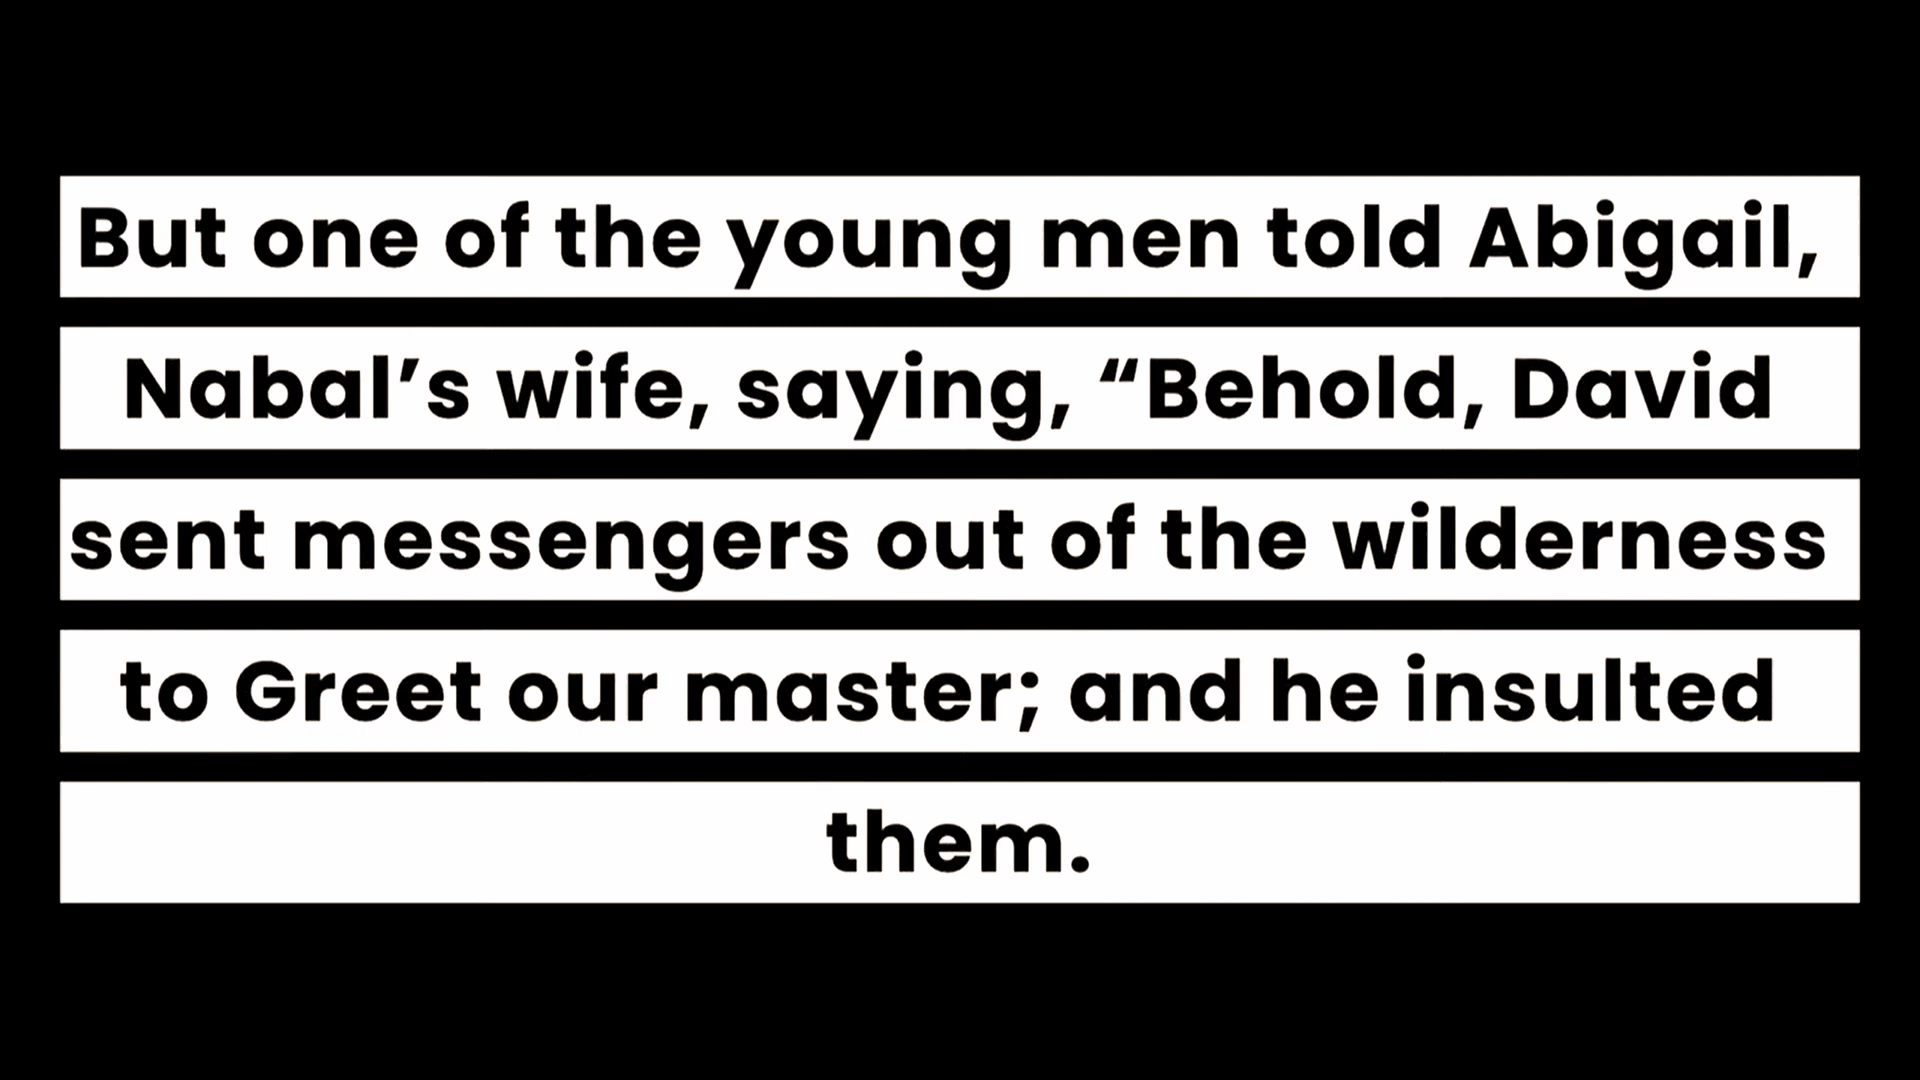 But one of the young men told Abigail,
Nabal’s wife, saying, “Behold, David
sent messengers out of the wilderness
to Greet our master; and he insulted
them.